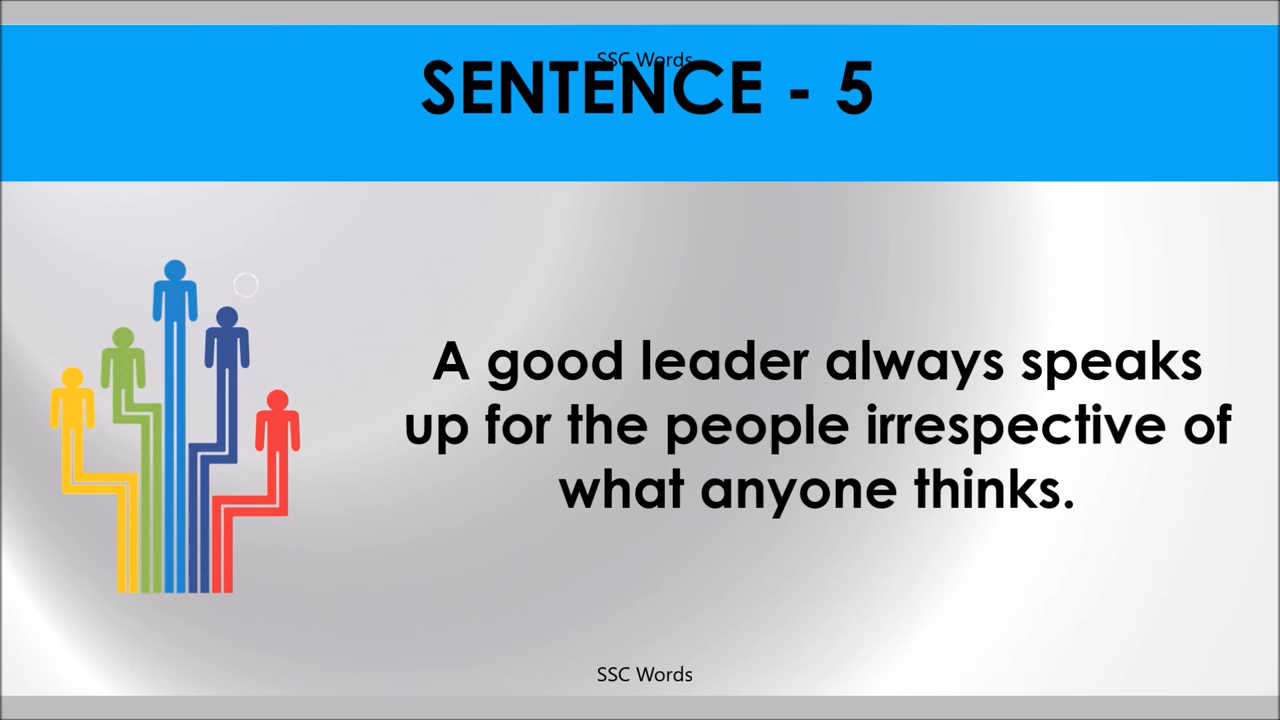 SSC Words
SENTENCE - 5
A good leader always speaks
up for the people irrespective of
what anyone thinks.
SSC Words